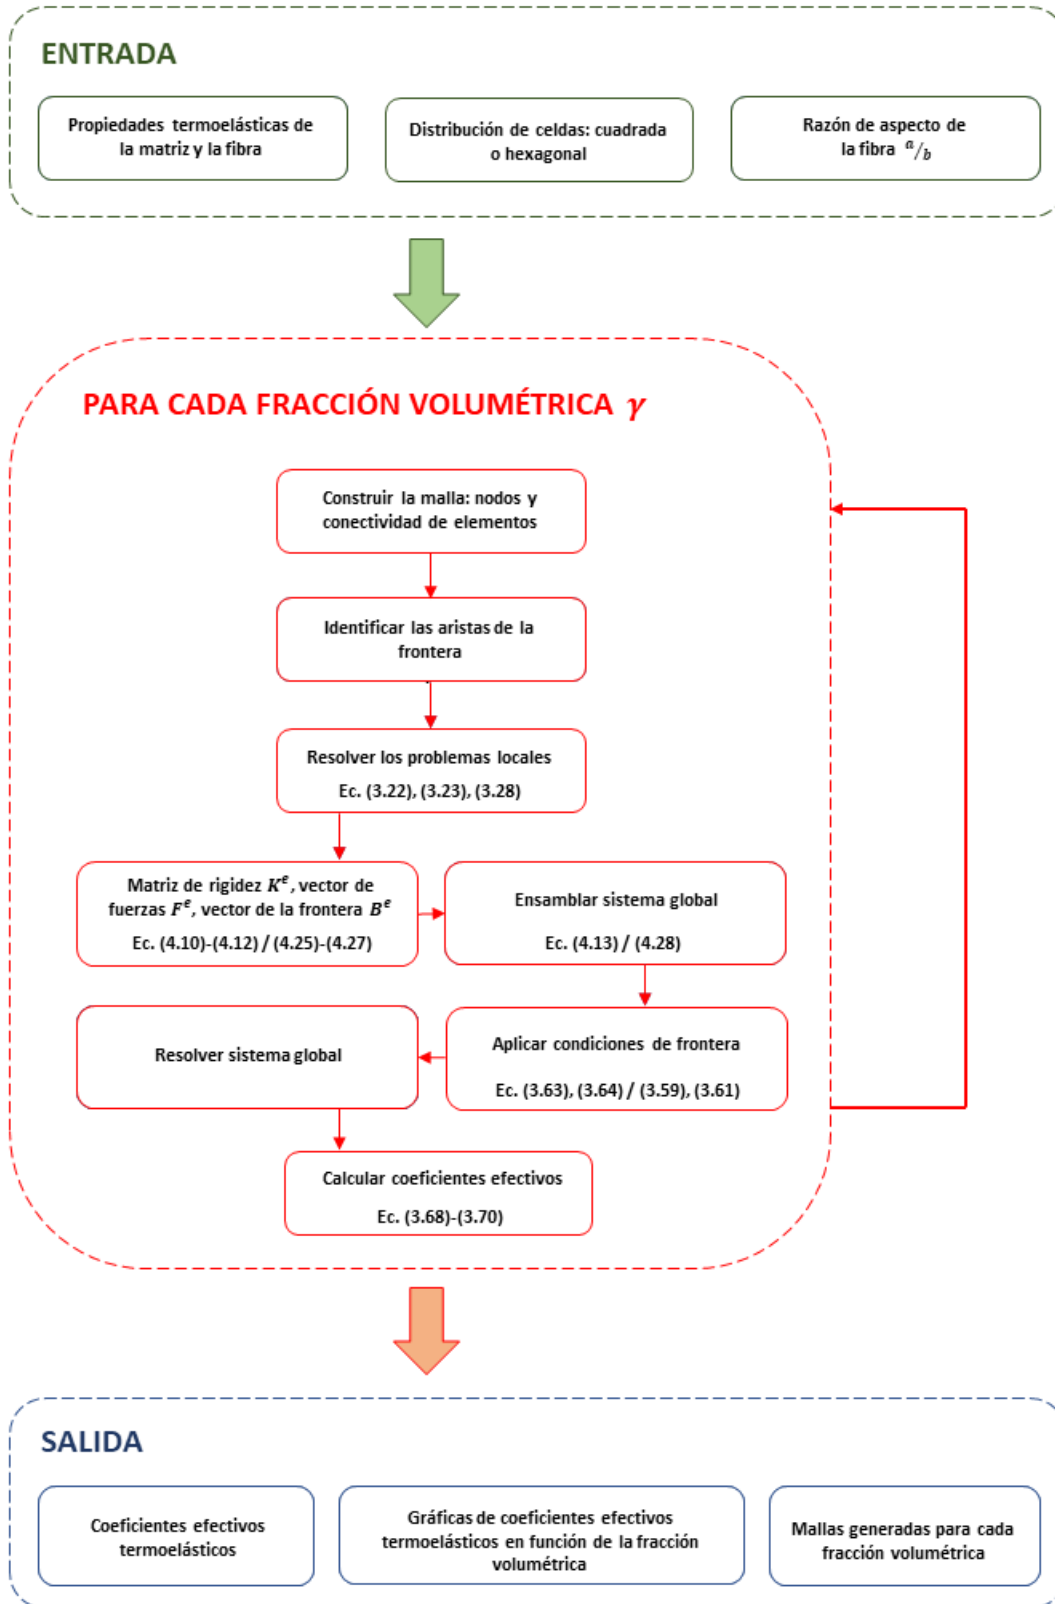 ENTRADA
Propiedades termoelásticas de
la matriz y la fibra
Distribución de celdas: cuadrada
o hexagonal
Razón de aspecto de
la fibra a/b
PARA CADA FRACCIÓN VOLUMÉTRICA γ
Construir la malla: nodos y
conectividad de elementos
Identificar las aristas de la
frontera
Resolver los problemas locales
Ec. (3.22), (3.23), (3.28)
Matriz de rigidez K^e, vector de
fuerzas F^e, vector de la frontera B^e
Ec. (4.10)-(4.12) / (4.25)-(4.27)
Ensamblar sistema global
Ec. (4.13) / (4.28)
Resolver sistema global
Aplicar condiciones de frontera
Ec. (3.63), (3.64) / (3.59), (3.61)
Calcular coeficientes efectivos
Ec. (3.68)-(3.70)
SALIDA
Coeficientes efectivos
termoelásticos
Gráficas de coeficientes efectivos
termoelásticos en función de la fracción
volumétrica
Mallas generadas para cada
fracción volumétrica